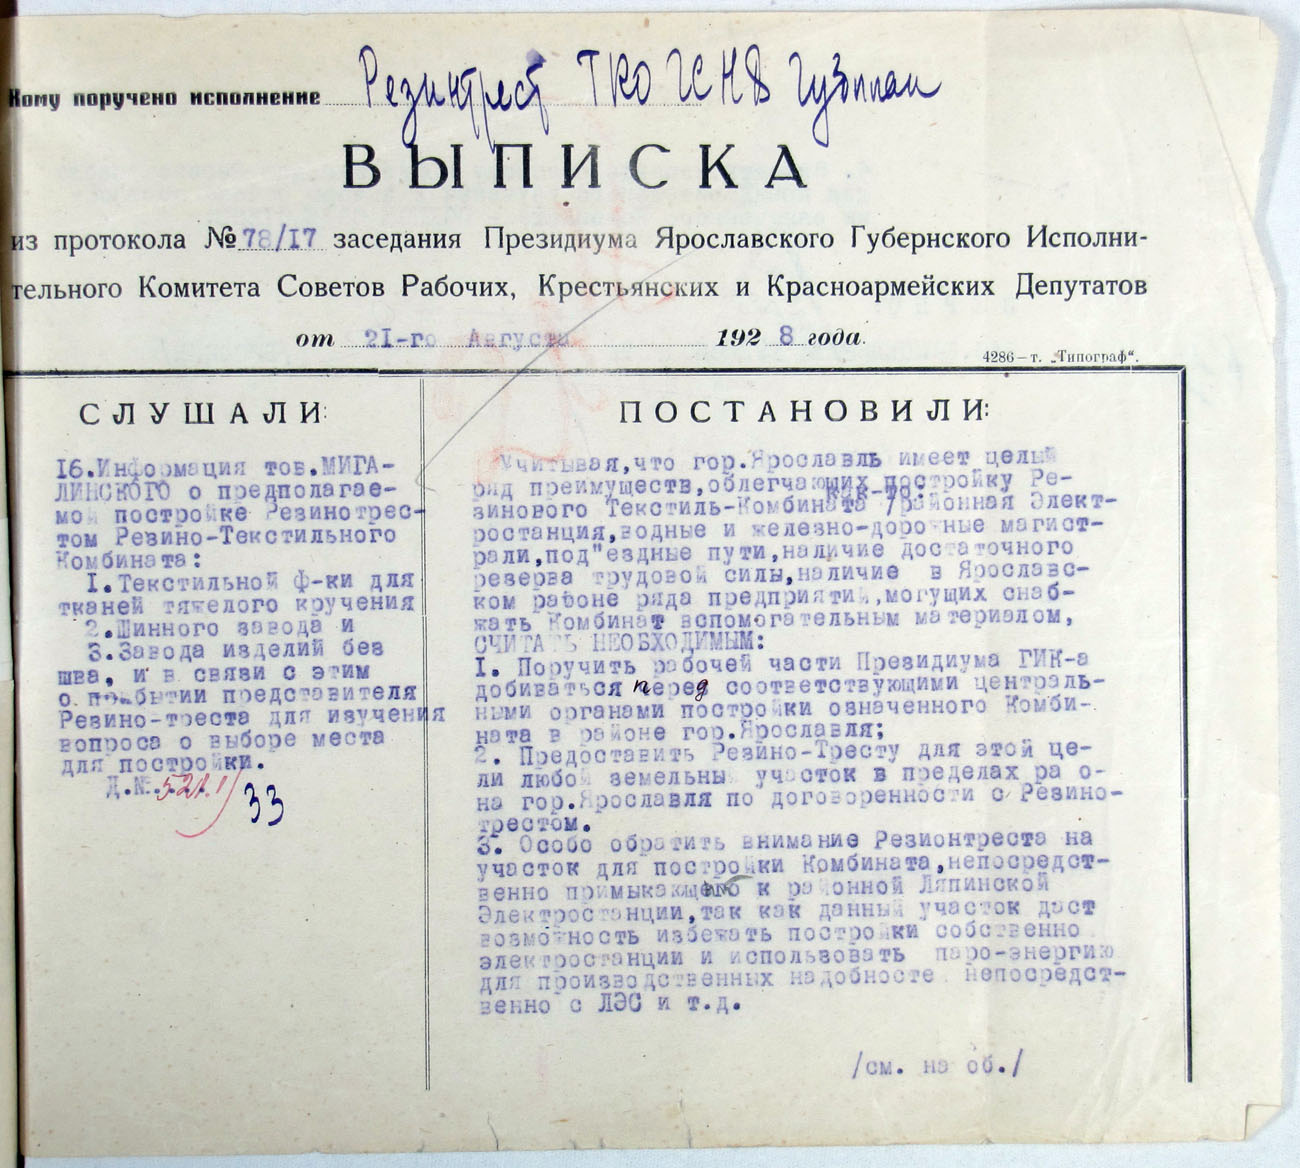 Кому поручено исполнение Резинтрест ТКО ГСНХ Губплан
ВЫПИСКА
из протокола №78/I7 заседания Президиума Ярославского Губернского Исполни-
тельного Комитета Советов Рабочих, Крестьянских и Красноармейских Депутатов
от 2I-го Августа 1928 года.
4286—т. „Типограф“.
СЛУШАЛИ:
I6.Информация тов.МИГА-
ЛИНСКОГО о предполагае-
мой постройке Резинотрес-
том Резино-Текстильного
Комбината:
I.Текстильной ф-ки для
тканей тяжелого кручения
2.Шинного завода и
3.Завода изделий без
шва, и в связи с этим
о прибытии представителя
Резино-треста для изучения
вопроса о выборе места
для постройки.
Д.№.
33
ПОСТАНОВИЛИ:
Учитывая,что гор.Ярославль имеет целый
ряд преимуществ,облегчающих постройку Ре-
как-то:
зинового Текстиль-Комбината /районная Элект-
ростанция,водные и железно-дорожные магист-
рали,под"ездные пути,наличие достаточного
резерва трудовой силы,наличие в Ярославс-
ком районе ряда предприятий,могущих снаб-
жать Комбинат вспомогательным материалом,
СЧИТАТЬ НЕОБХОДИМЫМ:
I. Поручить рабочей части Президиума ГИК-а
добиваться перед соответствующими централь-
ными органами постройки означенного Комби-
ната в районе гор.Ярославля;
2. Предоставить Резино-Тресту для этой це-
ли любой земельный участок в пределах райо-
на гор.Ярославля по договоренности с Резино-
трестом.
3. Особо обратить внимание Резионтреста на
участок для постройки Комбината,непосредст-
венно примыкающего к районной Ляпинской
Электростанции,так как данный участок даст
возможность избежать постройки собственно
электростанции и использовать паро-энергию
для производственных надобностей непосредст-
венно с ЛЭС и т.д.
/см. на об./